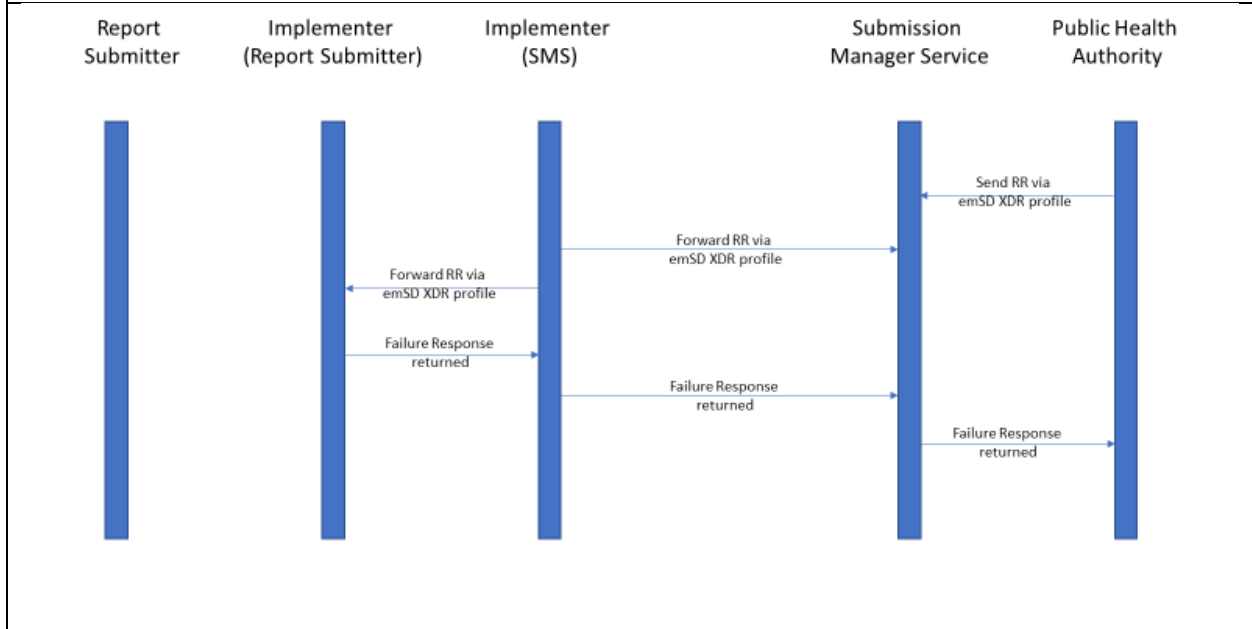 Report
Submitter
Implementer
(Report Submitter)
Implementer
(SMS)
Submission
Manager Service
Public Health
Authority
Send RR via
emSD XDR profile
Forward RR via
emSD XDR profile
Forward RR via
emSD XDR profile
Failure Response
returned
Failure Response
returned
Failure Response
returned